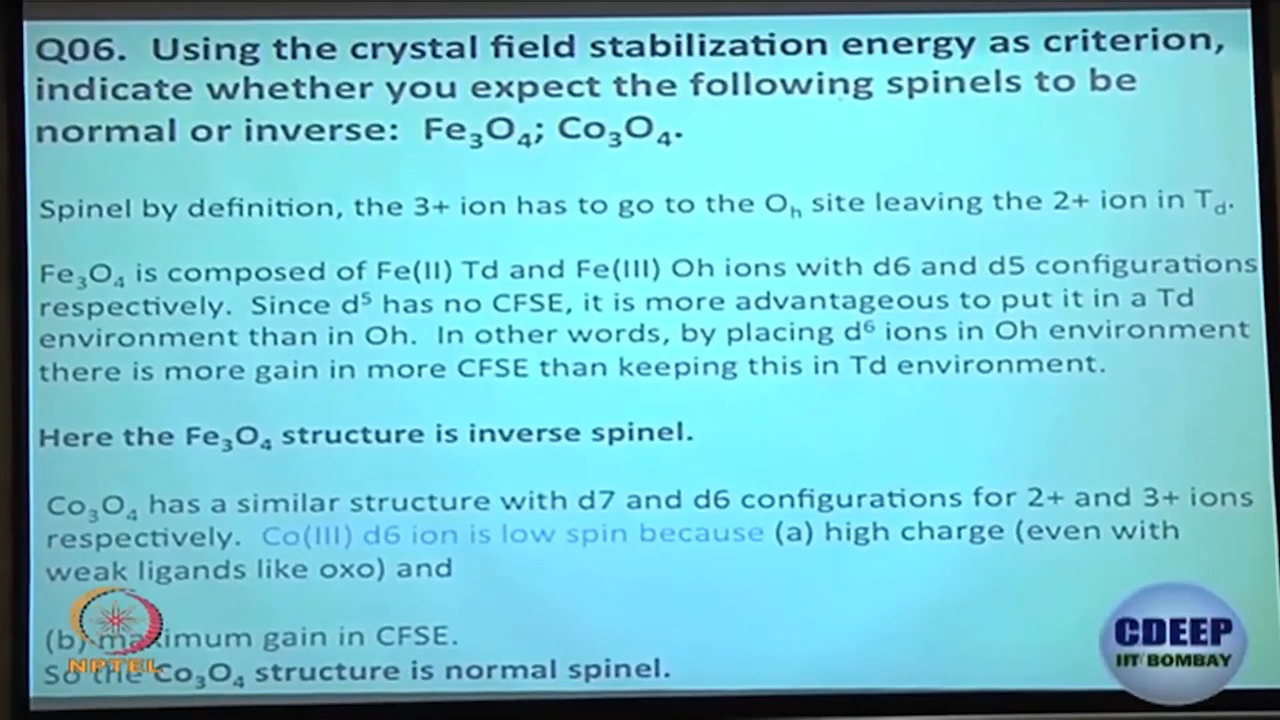 Q06. Using the crystal field stabilization energy as criterion,
indicate whether you expect the following spinels to be
normal or inverse: Fe₃O₄; Co₃O₄.
Spinel by definition, the 3+ ion has to go to the Oₕ site leaving the 2+ ion in T_d.
Fe₃O₄ is composed of Fe(II) Td and Fe(III) Oh ions with d6 and d5 configurations
respectively. Since d⁵ has no CFSE, it is more advantageous to put it in a Td
environment than in Oh. In other words, by placing d⁶ ions in Oh environment
there is more gain in more CFSE than keeping this in Td environment.
Here the Fe₃O₄ structure is inverse spinel.
Co₃O₄ has a similar structure with d7 and d6 configurations for 2+ and 3+ ions
respectively. Co(III) d6 ion is low spin because (a) high charge (even with
weak ligands like oxo) and
(b) maximum gain in CFSE.
So the Co₃O₄ structure is normal spinel.
NPTEL
CDEEP
IIT BOMBAY